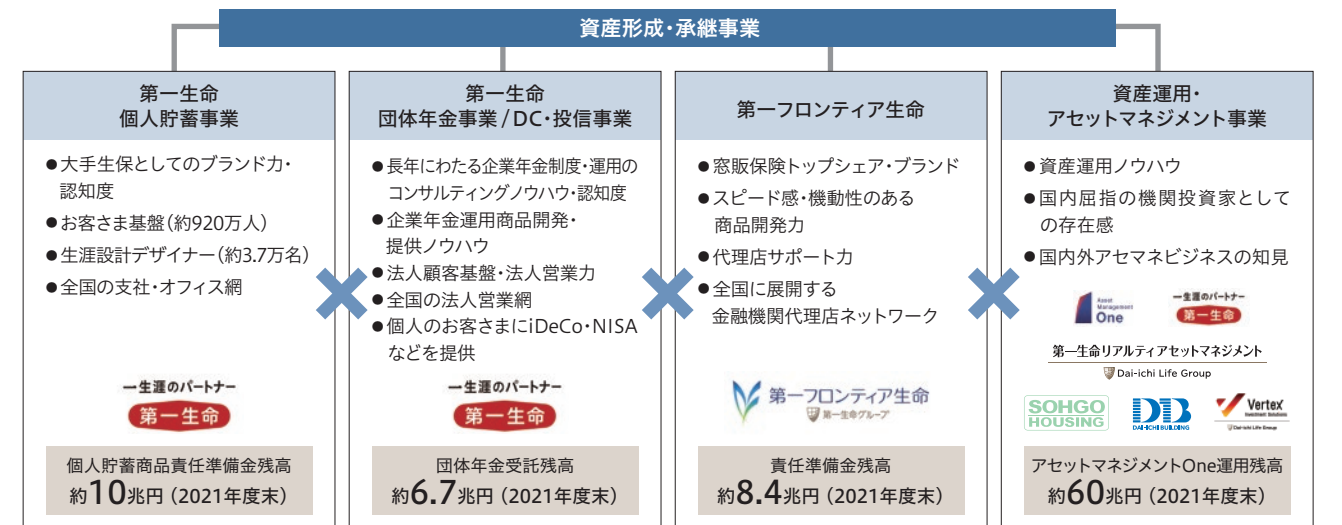 資産形成・承継事業
第一生命
個人貯蓄事業
●大手生保としてのブランド力・
認知度
●お客さま基盤(約920万人)
●生涯設計デザイナー(約3.7万名)
●全国の支社・オフィス網
一生涯のパートナー
第一生命
個人貯蓄商品責任準備金残高
約10兆円(2021年度末)
第一生命
団体年金事業/DC・投信事業
●長年にわたる企業年金制度・運用の
コンサルティングノウハウ・認知度
●企業年金運用商品開発・
提供ノウハウ
●法人顧客基盤・法人営業力
●全国の法人営業網
●個人のお客さまにiDeCo・NISA
などを提供
一生涯のパートナー
第一生命
団体年金受託残高
約6.7兆円(2021年度末)
第一フロンティア生命
●窓販保険トップシェア・ブランド
●スピード感・機動性のある
商品開発力
●代理店サポート力
●全国に展開する
金融機関代理店ネットワーク
第一フロンティア生命
第一生命グループ
責任準備金残高
約8.4兆円(2021年度末)
資産運用・
アセットマネジメント事業
●資産運用ノウハウ
●国内屈指の機関投資家として
の存在感
●国内外アセマネビジネスの知見
Asset
Management
One
一生涯のパートナー
第一生命
第一生命リアルティアセットマネジメント
Dai-ichi Life Group
SOHGO
HOUSING
DAI-ICHI BUILDING
Vertex
Investment Solutions
Dai-ichi Life Group
アセットマネジメントOne運用残高
約60兆円(2021年度末)